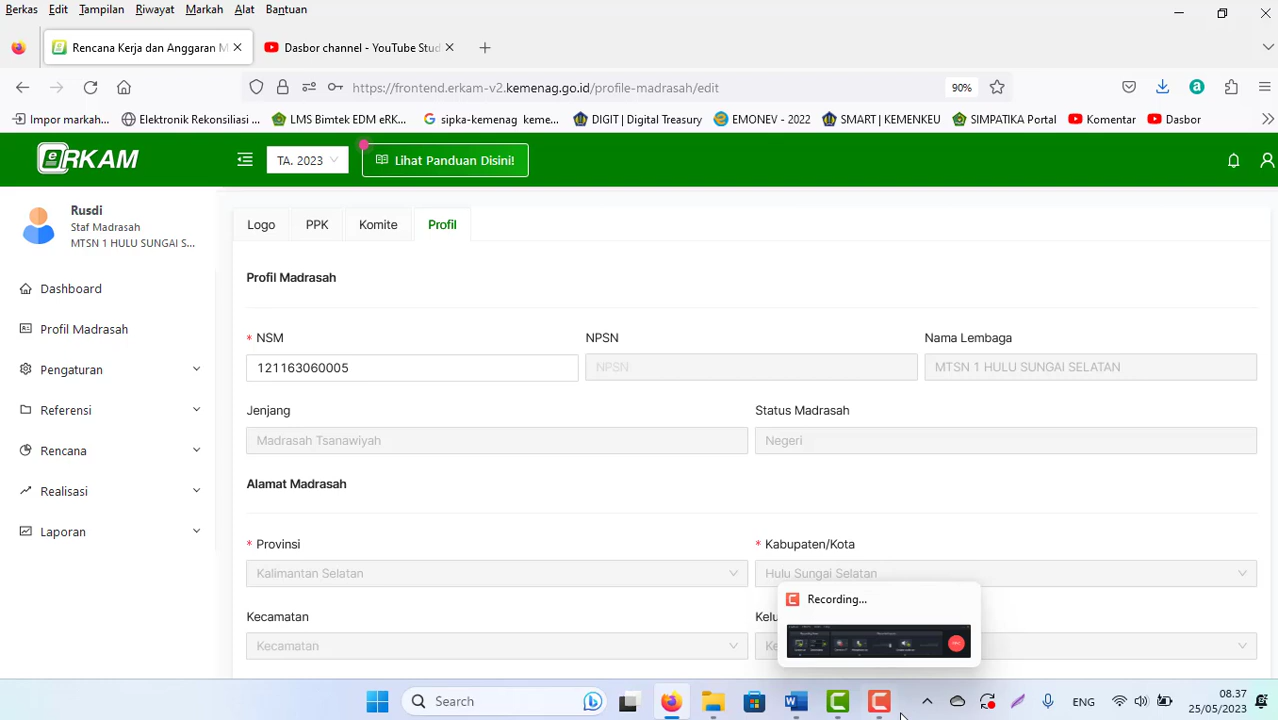 Berkas Edit Tampilan Riwayat Markah Alat Bantuan
Rencana Kerja dan Anggaran M Dasbor channel - YouTube Stud
https://frontend.erkam-v2.kemenag.go.id/profile-madrasah/edit 90%
Impor markah... Elektronik Rekonsiliasi ... LMS Bimtek EDM eRK... sipka-kemenag keme... DIGIT | Digital Treasury EMONEV - 2022 SMART | KEMENKEU SIMPATIKA Portal Komentar Dasbor
eRKAM TA. 2023 Lihat Panduan Disini!
Rusdi
Staf Madrasah
MTSN 1 HULU SUNGAI S...
Dashboard
Profil Madrasah
Pengaturan
Referensi
Rencana
Realisasi
Laporan
Logo PPK Komite Profil
Profil Madrasah
* NSM NPSN Nama Lembaga
121163060005 NPSN MTSN 1 HULU SUNGAI SELATAN
Jenjang Status Madrasah
Madrasah Tsanawiyah Negeri
Alamat Madrasah
* Provinsi * Kabupaten/Kota
Kalimantan Selatan Hulu Sungai Selatan
Recording...
Kecamatan Kelu
Kecamatan Ke
Search ENG 08.37
25/05/2023